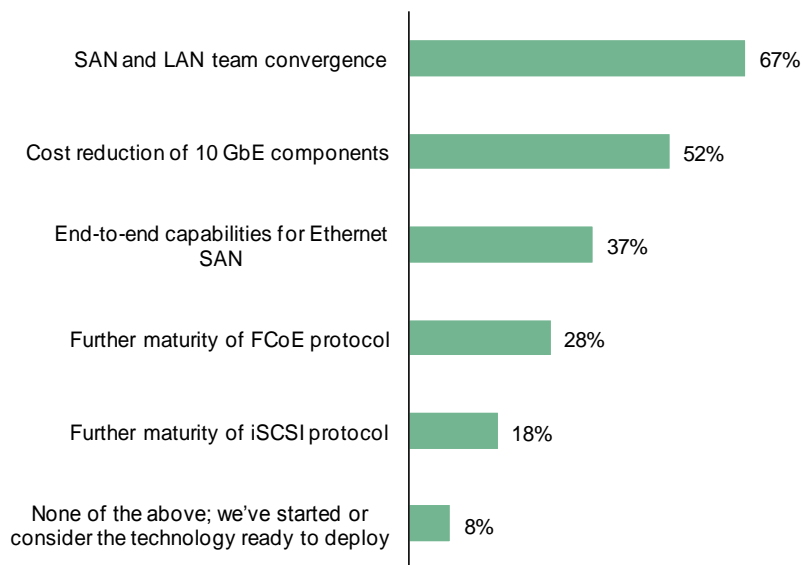 SAN and LAN team convergence
67%
Cost reduction of 10 GbE components
52%
End-to-end capabilities for Ethernet
SAN
37%
Further maturity of FCoE protocol
28%
Further maturity of iSCSI protocol
18%
None of the above; we've started or
consider the technology ready to deploy
8%